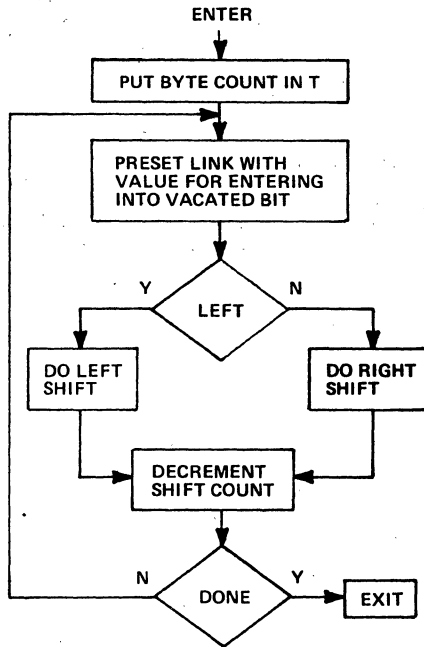 ENTER
PUT BYTE COUNT IN T
PRESET LINK WITH
VALUE FOR ENTERING
INTO VACATED BIT
Y
N
LEFT
DO LEFT
SHIFT
DO RIGHT
SHIFT
DECREMENT
SHIFT COUNT
N
Y
DONE
EXIT